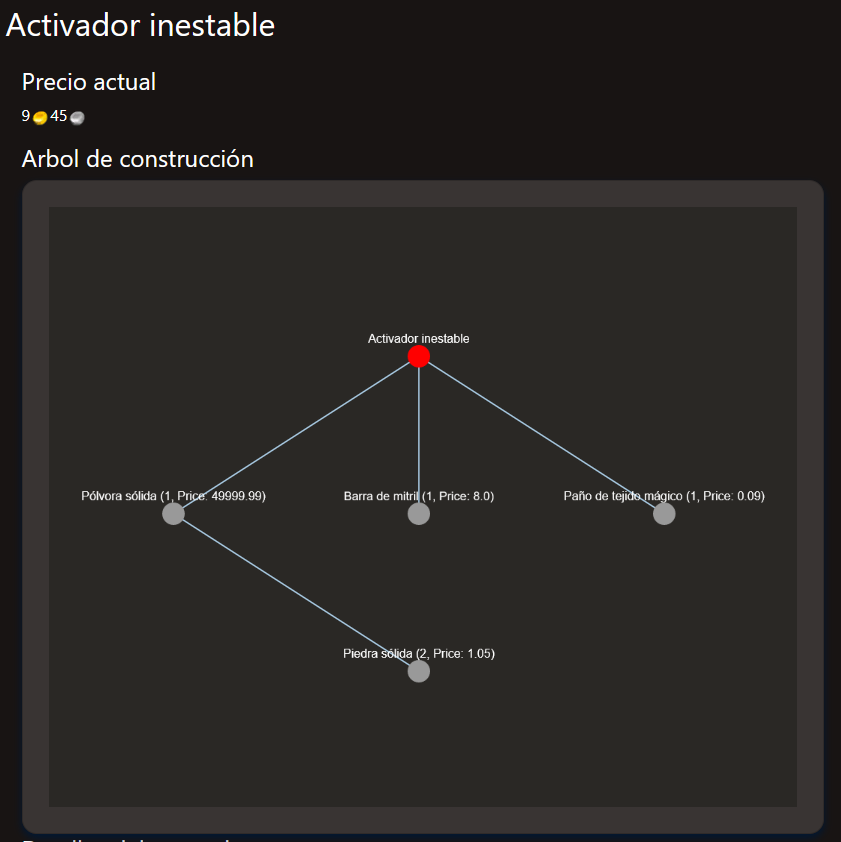 Activador inestable
Precio actual
9 45
Arbol de construcción
Activador inestable
Pólvora sólida (1, Price: 49999.99)
Barra de mitril (1, Price: 8.0)
Paño de tejido mágico (1, Price: 0.09)
Piedra sólida (2, Price: 1.05)